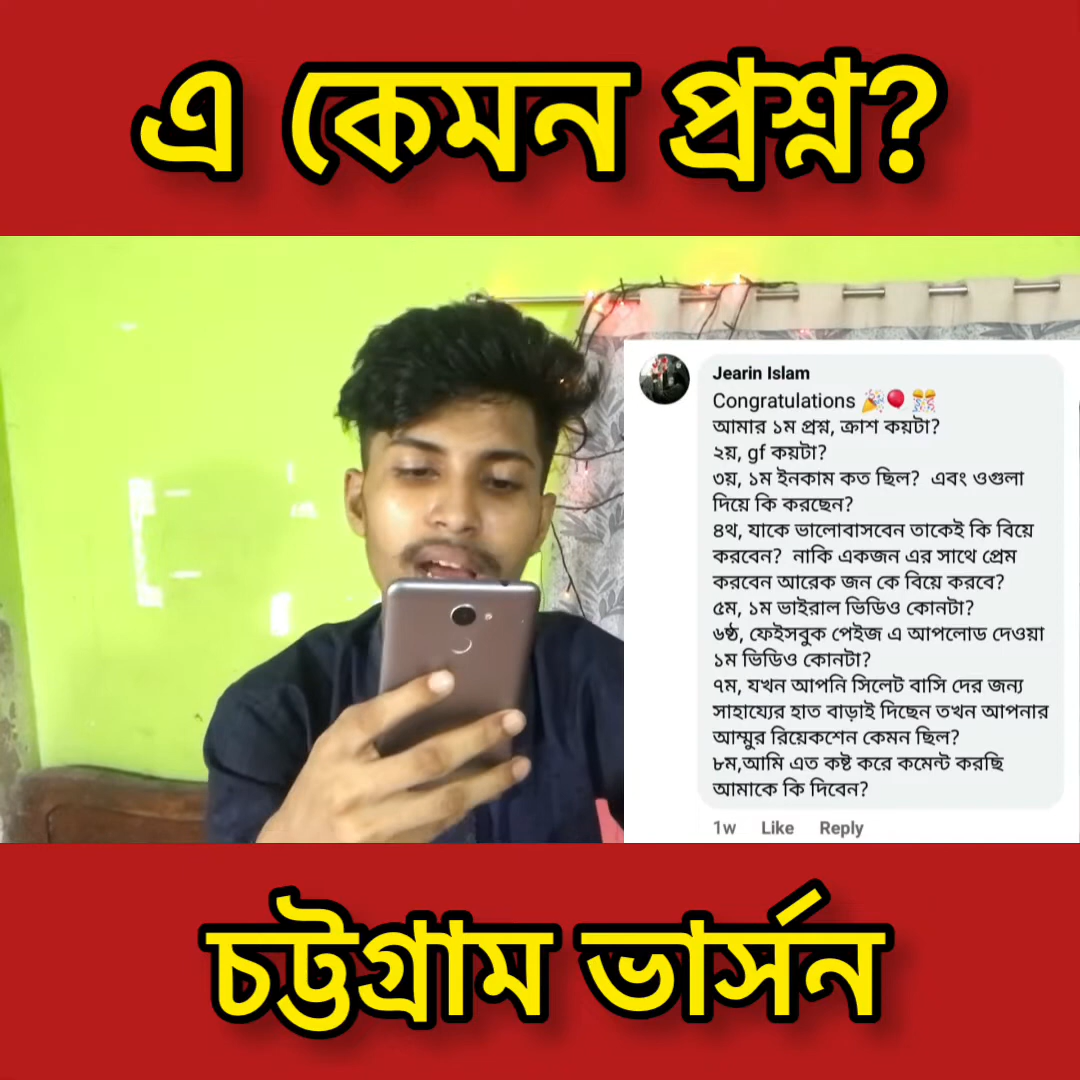 এ কেমন প্রশ্ন?
Jearin Islam
Congratulations 🎉🎈🎊
আমার ১ম প্রশ্ন, ক্রাশ কয়টা?
২য়, gf কয়টা?
৩য়, ১ম ইনকাম কত ছিল? এবং ওগুলা
দিয়ে কি করছেন?
৪থ, যাকে ভালোবাসবেন তাকেই কি বিয়ে
করবেন? নাকি একজন এর সাথে প্রেম
করবেন আরেক জন কে বিয়ে করবে?
৫ম, ১ম ভাইরাল ভিডিও কোনটা?
৬ষ্ঠ, ফেইসবুক পেইজ এ আপলোড দেওয়া
১ম ভিডিও কোনটা?
৭ম, যখন আপনি সিলেট বাসি দের জন্য
সাহায্যের হাত বাড়াই দিছেন তখন আপনার
আম্মুর রিয়েকশেন কেমন ছিল?
৮ম,আমি এত কষ্ট করে কমেন্ট করছি
আমাকে কি দিবেন?
1w Like Reply
চট্টগ্রাম ভার্সন